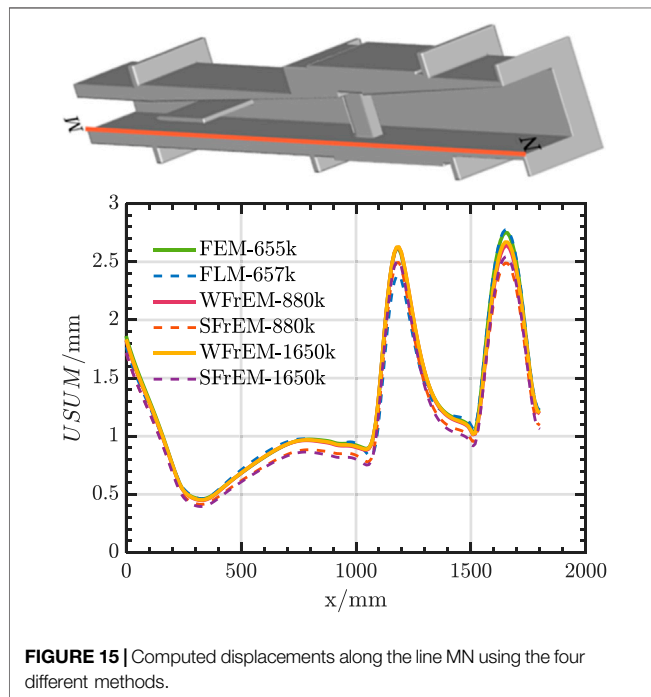 M
N
3
2.5
2
1.5
1
0.5
0
USUM/mm
FEM-655k
FLM-657k
WFrEM-880k
SFrEM-880k
WFrEM-1650k
SFrEM-1650k
0 500 1000 1500 2000
x/mm
FIGURE 15 | Computed displacements along the line MN using the four
different methods.